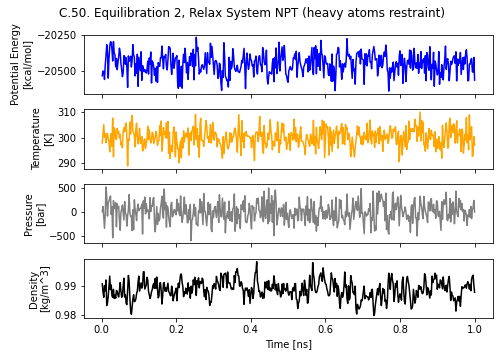 C.50. Equilibration 2, Relax System NPT (heavy atoms restraint)
Potential Energy
[kcal/mol]
−20250
−20500
Temperature
[K]
310
300
290
Pressure
[bar]
500
0
−500
Density
[kg/m^3]
0.99
0.98
0.0 0.2 0.4 0.6 0.8 1.0
Time [ns]